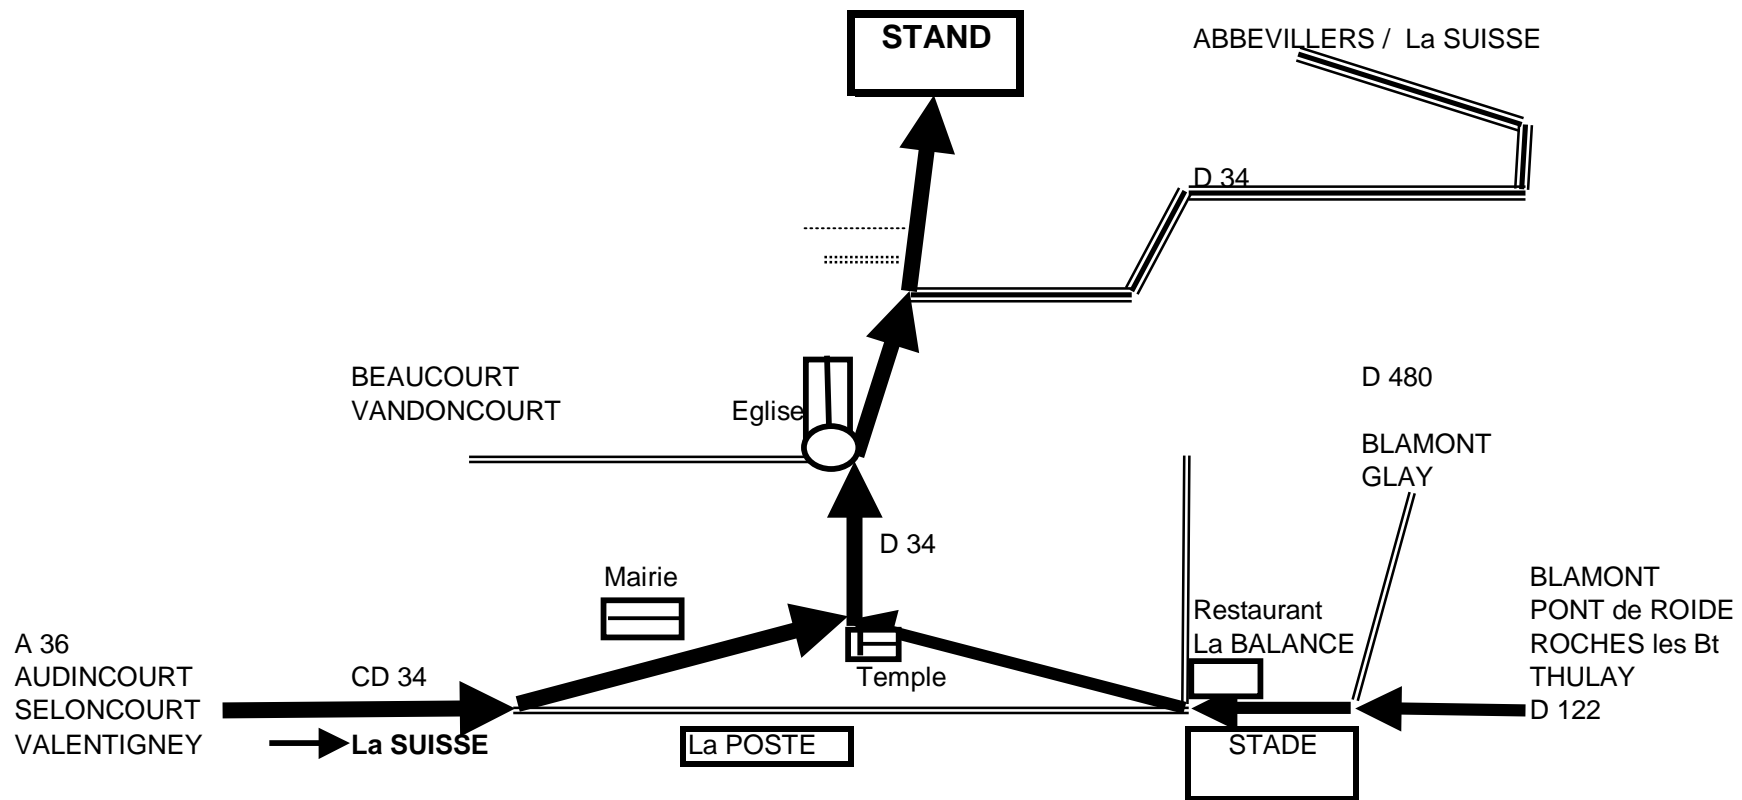 STAND
ABBEVILLERS / La SUISSE
D 34
BEAUCOURT
VANDONCOURT
Eglise
D 480
BLAMONT
GLAY
D 34
Mairie
Restaurant
La BALANCE
BLAMONT
PONT de ROIDE
ROCHES les Bt
THULAY
D 122
A 36
AUDINCOURT
SELONCOURT
VALENTIGNEY
CD 34
La SUISSE
Temple
La POSTE
STADE